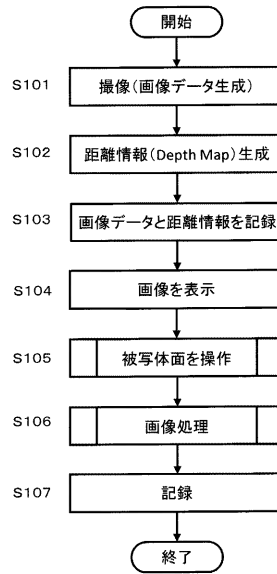 開始
S101 撮像(画像データ生成)
S102 距離情報(Depth Map)生成
S103 画像データと距離情報を記録
S104 画像を表示
S105 被写体面を操作
S106 画像処理
S107 記録
終了